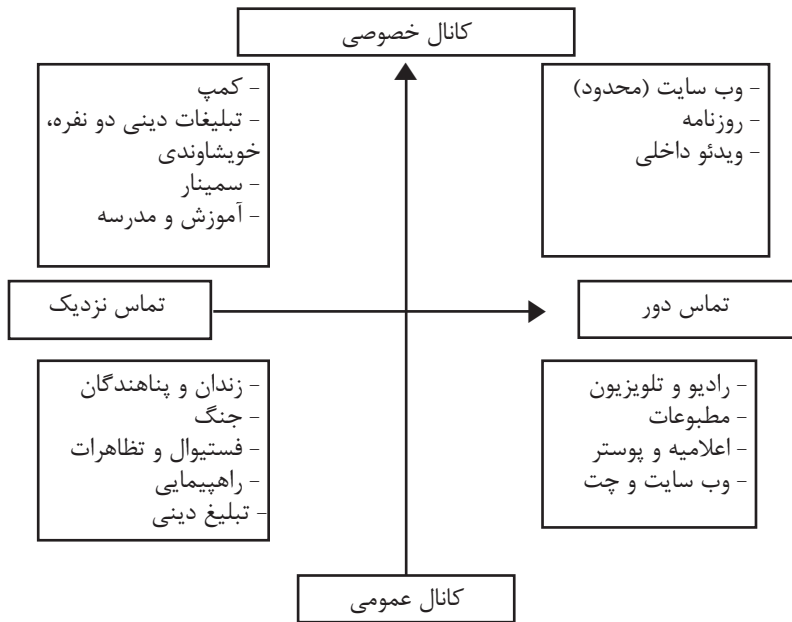 کانال خصوصی
- کمپ
- تبلیغات دینی دو نفره،
خویشاوندی
- سمینار
- آموزش و مدرسه
- وب سایت (محدود)
- روزنامه
- ویدئو داخلی
تماس نزدیک
تماس دور
- زندان و پناهندگان
- جنگ
- فستیوال و تظاهرات
- راهپیمایی
- تبلیغ دینی
- رادیو و تلویزیون
- مطبوعات
- اعلامیه و پوستر
- وب سایت و چت
کانال عمومی